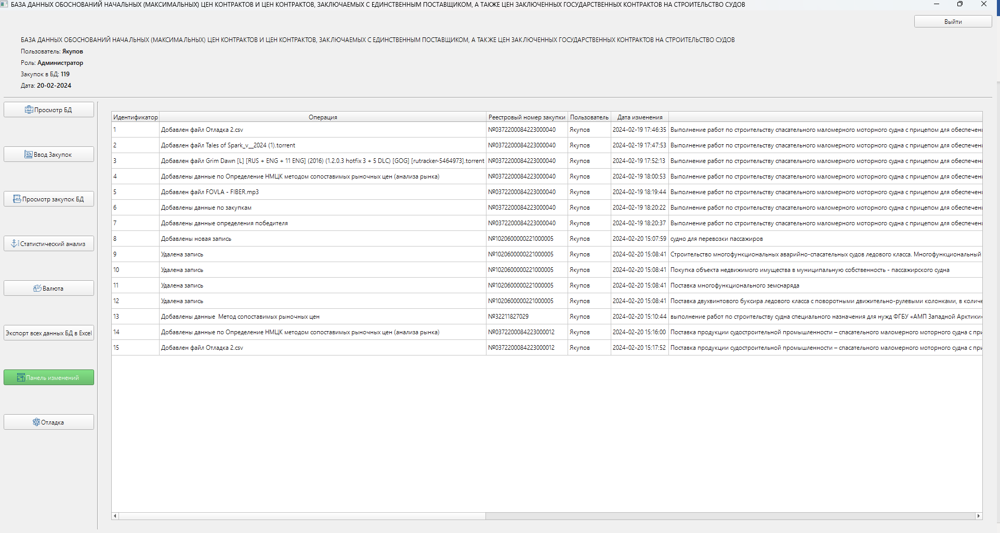 БАЗА ДАННЫХ ОБОСНОВАНИЙ НАЧАЛЬНЫХ (МАКСИМАЛЬНЫХ) ЦЕН КОНТРАКТОВ И ЦЕН КОНТРАКТОВ, ЗАКЛЮЧАЕМЫХ С ЕДИНСТВЕННЫМ ПОСТАВЩИКОМ, А ТАКЖЕ ЦЕН ЗАКЛЮЧЕННЫХ ГОСУДАРСТВЕННЫХ КОНТРАКТОВ НА СТРОИТЕЛЬСТВО СУДОВ
Выйти
БАЗА ДАННЫХ ОБОСНОВАНИЙ НАЧАЛЬНЫХ (МАКСИМАЛЬНЫХ) ЦЕН КОНТРАКТОВ И ЦЕН КОНТРАКТОВ, ЗАКЛЮЧАЕМЫХ С ЕДИНСТВЕННЫМ ПОСТАВЩИКОМ, А ТАКЖЕ ЦЕН ЗАКЛЮЧЕННЫХ ГОСУДАРСТВЕННЫХ КОНТРАКТОВ НА СТРОИТЕЛЬСТВО СУДОВ
Пользователь: Якупов
Роль: Администратор
Закупок в БД: 119
Дата: 20-02-2024
Просмотр БД
Ввод Закупок
Просмотр закупок БД
Статистический анализ
Валюта
Экспорт всех данных БД в Excel
Панель изменений
Отладка
Идентификатор Операция Реестровый номер закупки Пользователь Дата изменения
1 Добавлен файл Отладка 2.csv №0372200084223000040 Якупов 2024-02-19 17:46:35 Выполнение работ по строительству спасательного маломерного моторного судна с прицепом для обеспечен
2 Добавлен файл Tales of Spark_v__2024 (1).torrent №0372200084223000040 Якупов 2024-02-19 17:47:53 Выполнение работ по строительству спасательного маломерного моторного судна с прицепом для обеспечен
3 Добавлен файл Grim Dawn [L] [RUS + ENG + 11 ENG] (2016) (1.2.0.3 hotfix 3 + 5 DLC) [GOG] [rutracker-5464973].torrent №0372200084223000040 Якупов 2024-02-19 17:52:13 Выполнение работ по строительству спасательного маломерного моторного судна с прицепом для обеспечен
4 Добавлены данные по Определение НМЦК методом сопоставимых рыночных цен (анализа рынка) №0372200084223000040 Якупов 2024-02-19 18:00:53 Выполнение работ по строительству спасательного маломерного моторного судна с прицепом для обеспечен
5 Добавлен файл FOVLA - FIBER.mp3 №0372200084223000040 Якупов 2024-02-19 18:19:44 Выполнение работ по строительству спасательного маломерного моторного судна с прицепом для обеспечен
6 Добавлены данные по закупкам №0372200084223000040 Якупов 2024-02-19 18:20:22 Выполнение работ по строительству спасательного маломерного моторного судна с прицепом для обеспечен
7 Добавлены данные определения победителя №0372200084223000040 Якупов 2024-02-19 18:20:37 Выполнение работ по строительству спасательного маломерного моторного судна с прицепом для обеспечен
8 Добавлены новая запись №1020600000221000005 Якупов 2024-02-20 15:07:59 судно для перевозки пассажиров
9 Удалена запись №1020600000221000005 Якупов 2024-02-20 15:08:41 Строительство многофункциональных аварийно-спасательных судов ледового класса. Многофункциональный
10 Удалена запись №1020600000221000005 Якупов 2024-02-20 15:08:41 Покупка объекта недвижимого имущества в муниципальную собственность - пассажирского судна
11 Удалена запись №1020600000221000005 Якупов 2024-02-20 15:08:41 Поставка многофункционального земснаряда
12 Удалена запись №1020600000221000005 Якупов 2024-02-20 15:08:41 Поставка двухвинтового буксира ледового класса с поворотными движительно-рулевыми колонками, в количе
13 Добавлены данные Метод сопоставимых рыночных цен №32211827029 Якупов 2024-02-20 15:10:44 выполнение работ по строительству судна специального назначения для нужд ФГБУ «АМП Западной Арктики»
14 Добавлены данные по Определение НМЦК методом сопоставимых рыночных цен (анализа рынка) №0372200084223000012 Якупов 2024-02-20 15:16:00 Поставка продукции судостроительной промышленности – спасательного маломерного моторного судна с при
15 Добавлен файл Отладка 2.csv №0372200084223000012 Якупов 2024-02-20 15:17:52 Поставка продукции судостроительной промышленности – спасательного маломерного моторного судна с при